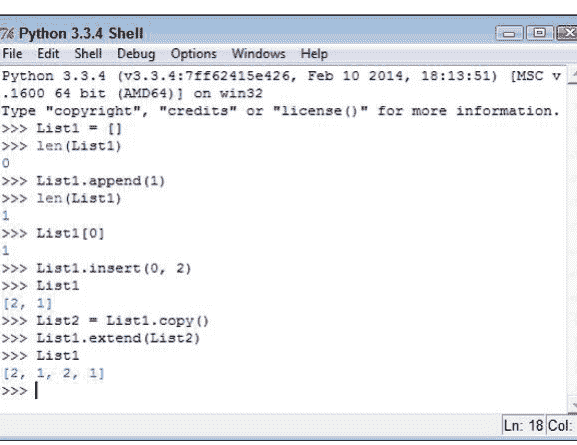 7% Python 3.3.4 Shell
File Edit Shell Debug Options Windows Help
Python 3.3.4 (v3.3.4:7ff62415e426, Feb 10 2014, 18:13:51) [MSC v
.1600 64 bit (AMD64)] on win32
Type "copyright", "credits" or "license()" for more information.
>>> List1 = []
>>> len(List1)
0
>>> List1.append(1)
>>> len(List1)
1
>>> List1[0]
1
>>> List1.insert(0, 2)
>>> List1
[2, 1]
>>> List2 = List1.copy()
>>> List1.extend(List2)
>>> List1
[2, 1, 2, 1]
>>>
Ln: 18 Col: